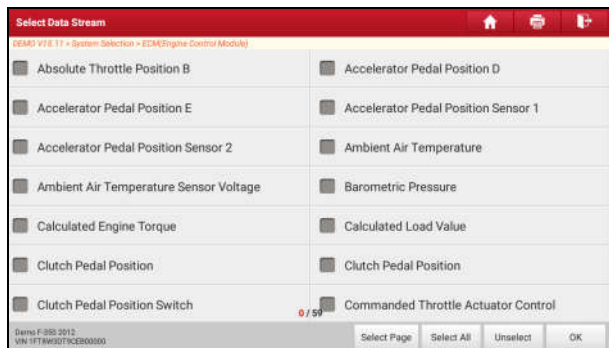 Select Data Stream
DEMO V15.11 > System Selection > ECM(Engine Control Module)
Absolute Throttle Position B
Accelerator Pedal Position D
Accelerator Pedal Position E
Accelerator Pedal Position Sensor 1
Accelerator Pedal Position Sensor 2
Ambient Air Temperature
Ambient Air Temperature Sensor Voltage
Barometric Pressure
Calculated Engine Torque
Calculated Load Value
Clutch Pedal Position
Clutch Pedal Position
Clutch Pedal Position Switch
0 / 59
Commanded Throttle Actuator Control
Demo F-350 2012
VIN 1FT8W3DT9CEB00000
Select Page
Select All
Unselect
OK